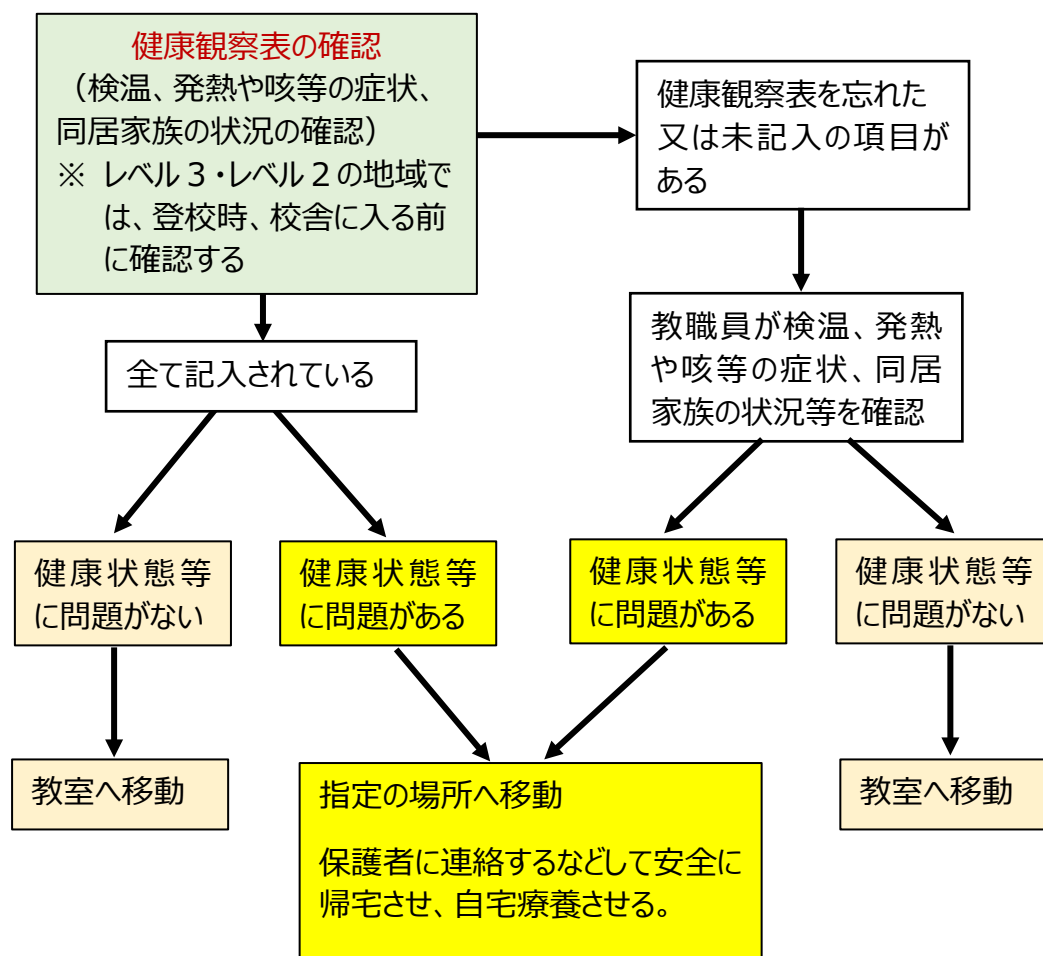 健康観察表の確認
（検温、発熱や咳等の症状、
同居家族の状況の確認）
※ レベル３・レベル２の地域で
は、登校時、校舎に入る前
に確認する
健康観察表を忘れた
又は未記入の項目が
ある
全て記入されている
教職員が検温、発熱
や咳等の症状、同居
家族の状況等を確認
健康状態等
に問題がない
健康状態等
に問題がある
健康状態等
に問題がある
健康状態等
に問題がない
教室へ移動
指定の場所へ移動
保護者に連絡するなどして安全に
帰宅させ、自宅療養させる。
教室へ移動